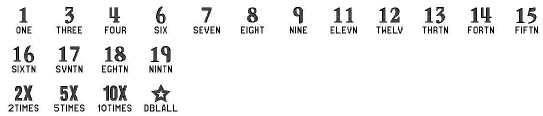 1 3 4 6 7 8 9 11 12 13 14 15
ONE THREE FOUR SIX SEVEN EIGHT NINE ELEVN TWELV THRTN FORTN FIFTN
16 17 18 19
SIXTN SVNTN EGHTN NINTN
2X 5X 10X
2TIMES 5TIMES 10TIMES DBLALL